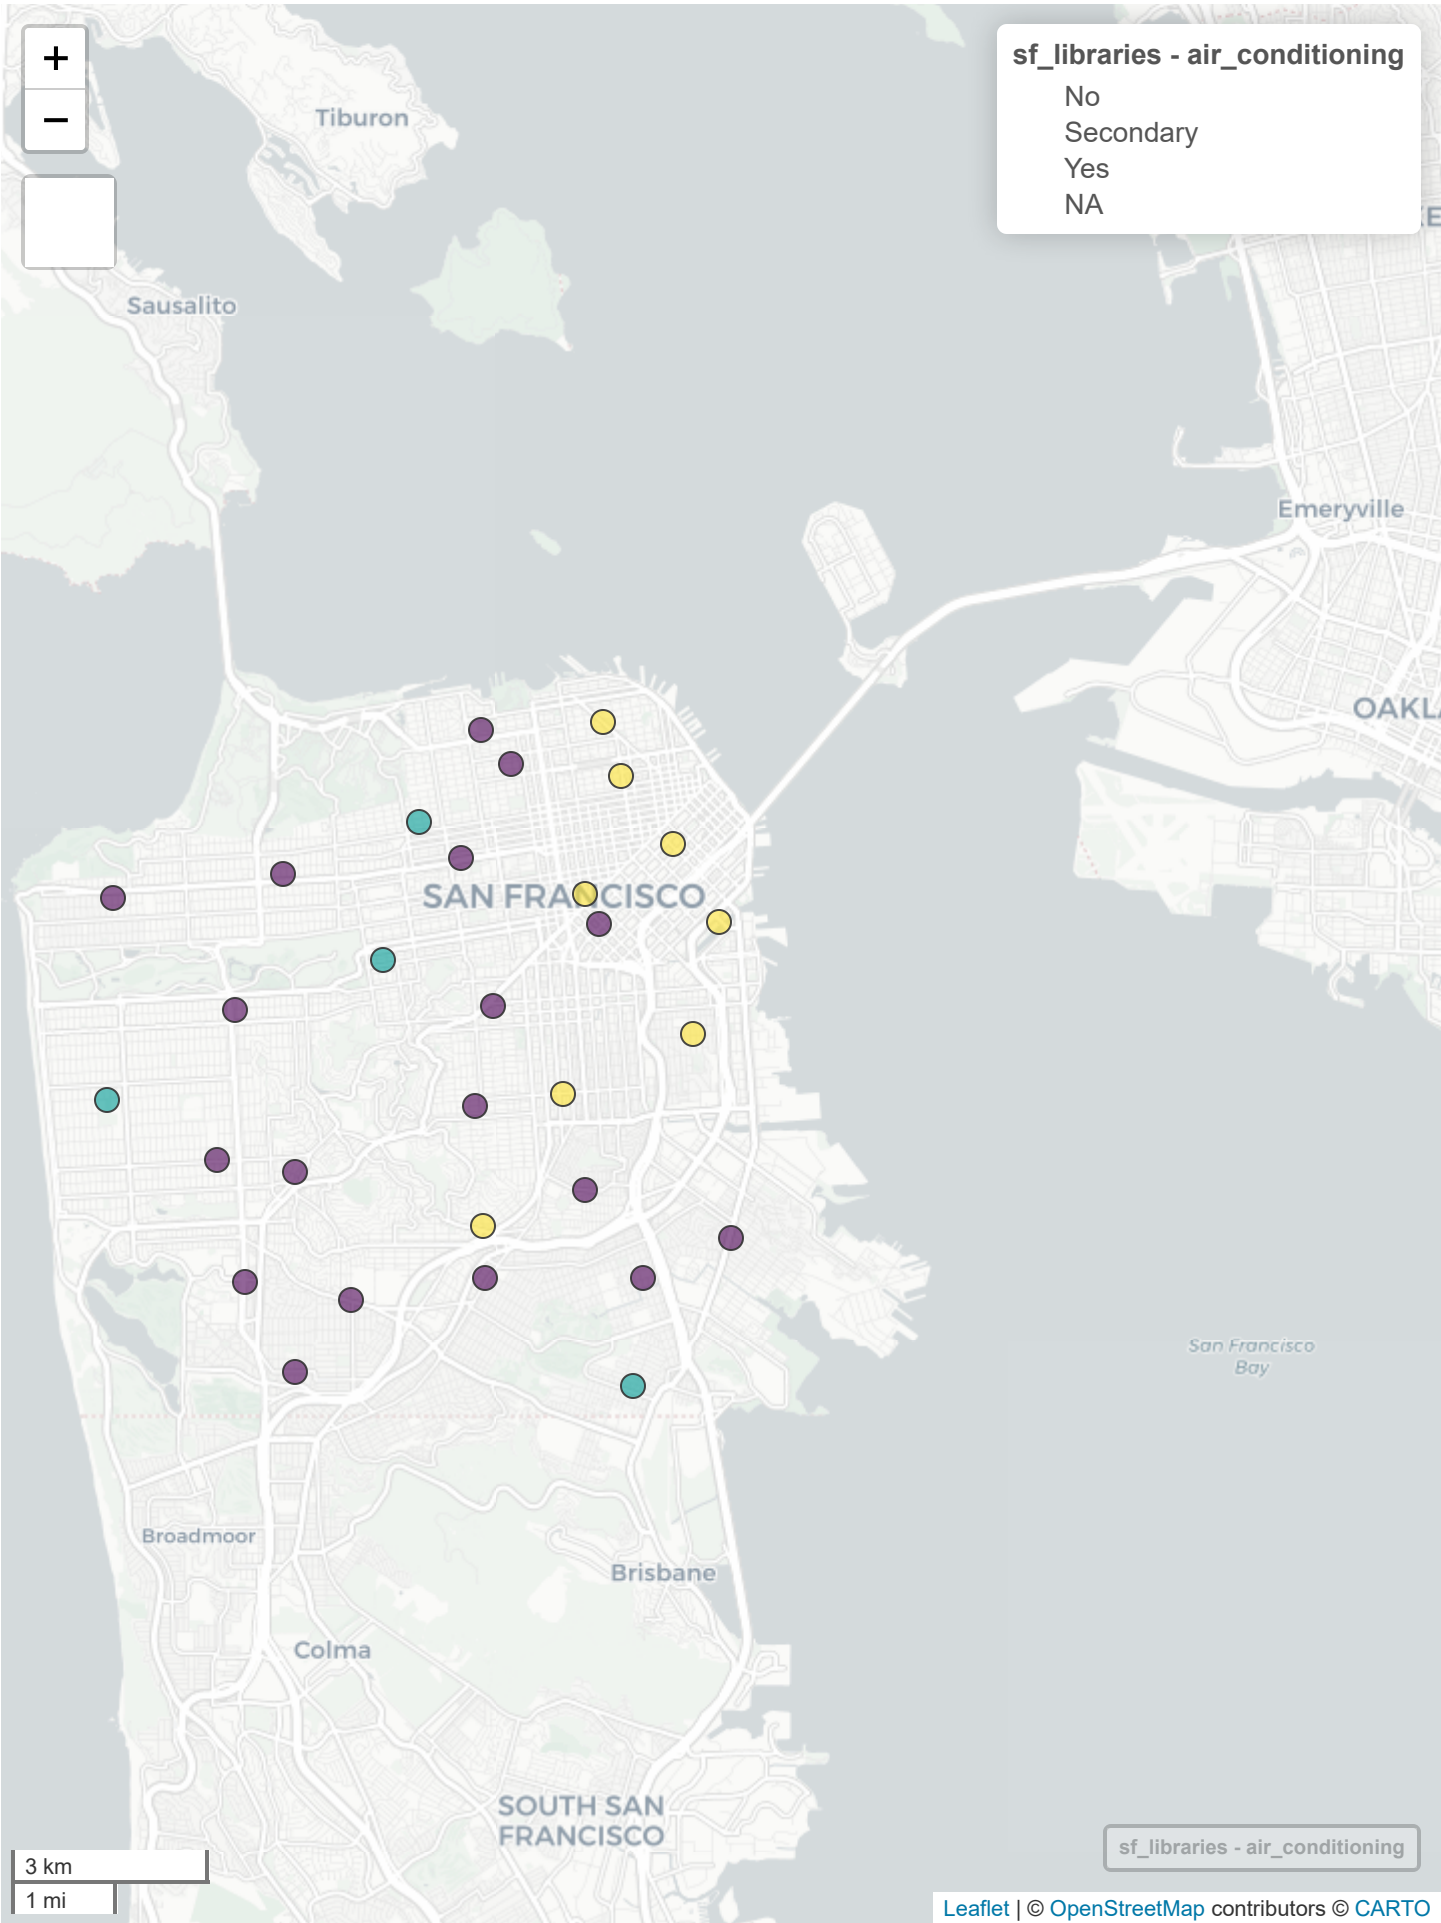 +
−
sf_libraries - air_conditioning
No
Secondary
Yes
NA
Tiburon
Sausalito
Emeryville
OAKLA
SAN FRANCISCO
San Francisco
Bay
Broadmoor
Brisbane
Colma
SOUTH SAN
FRANCISCO
sf_libraries - air_conditioning
3 km
1 mi
Leaflet | © OpenStreetMap contributors © CARTO